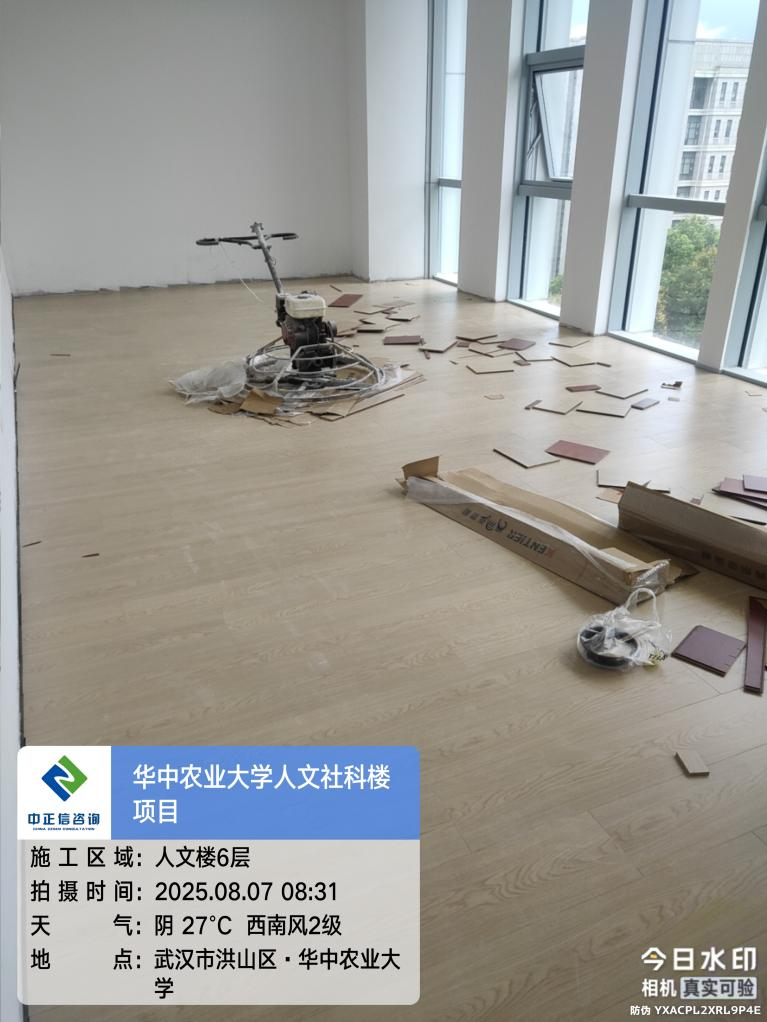 KENTIER
华中农业大学人文社科楼
项目
中正信咨询
施工区域：人文楼6层
拍摄时间：2025.08.07 08:31
天气：阴 27°C 西南风2级
地点：武汉市洪山区·华中农业大
学
今日水印
相机 真实可验
防伪 YXACPL2XRL9P4E